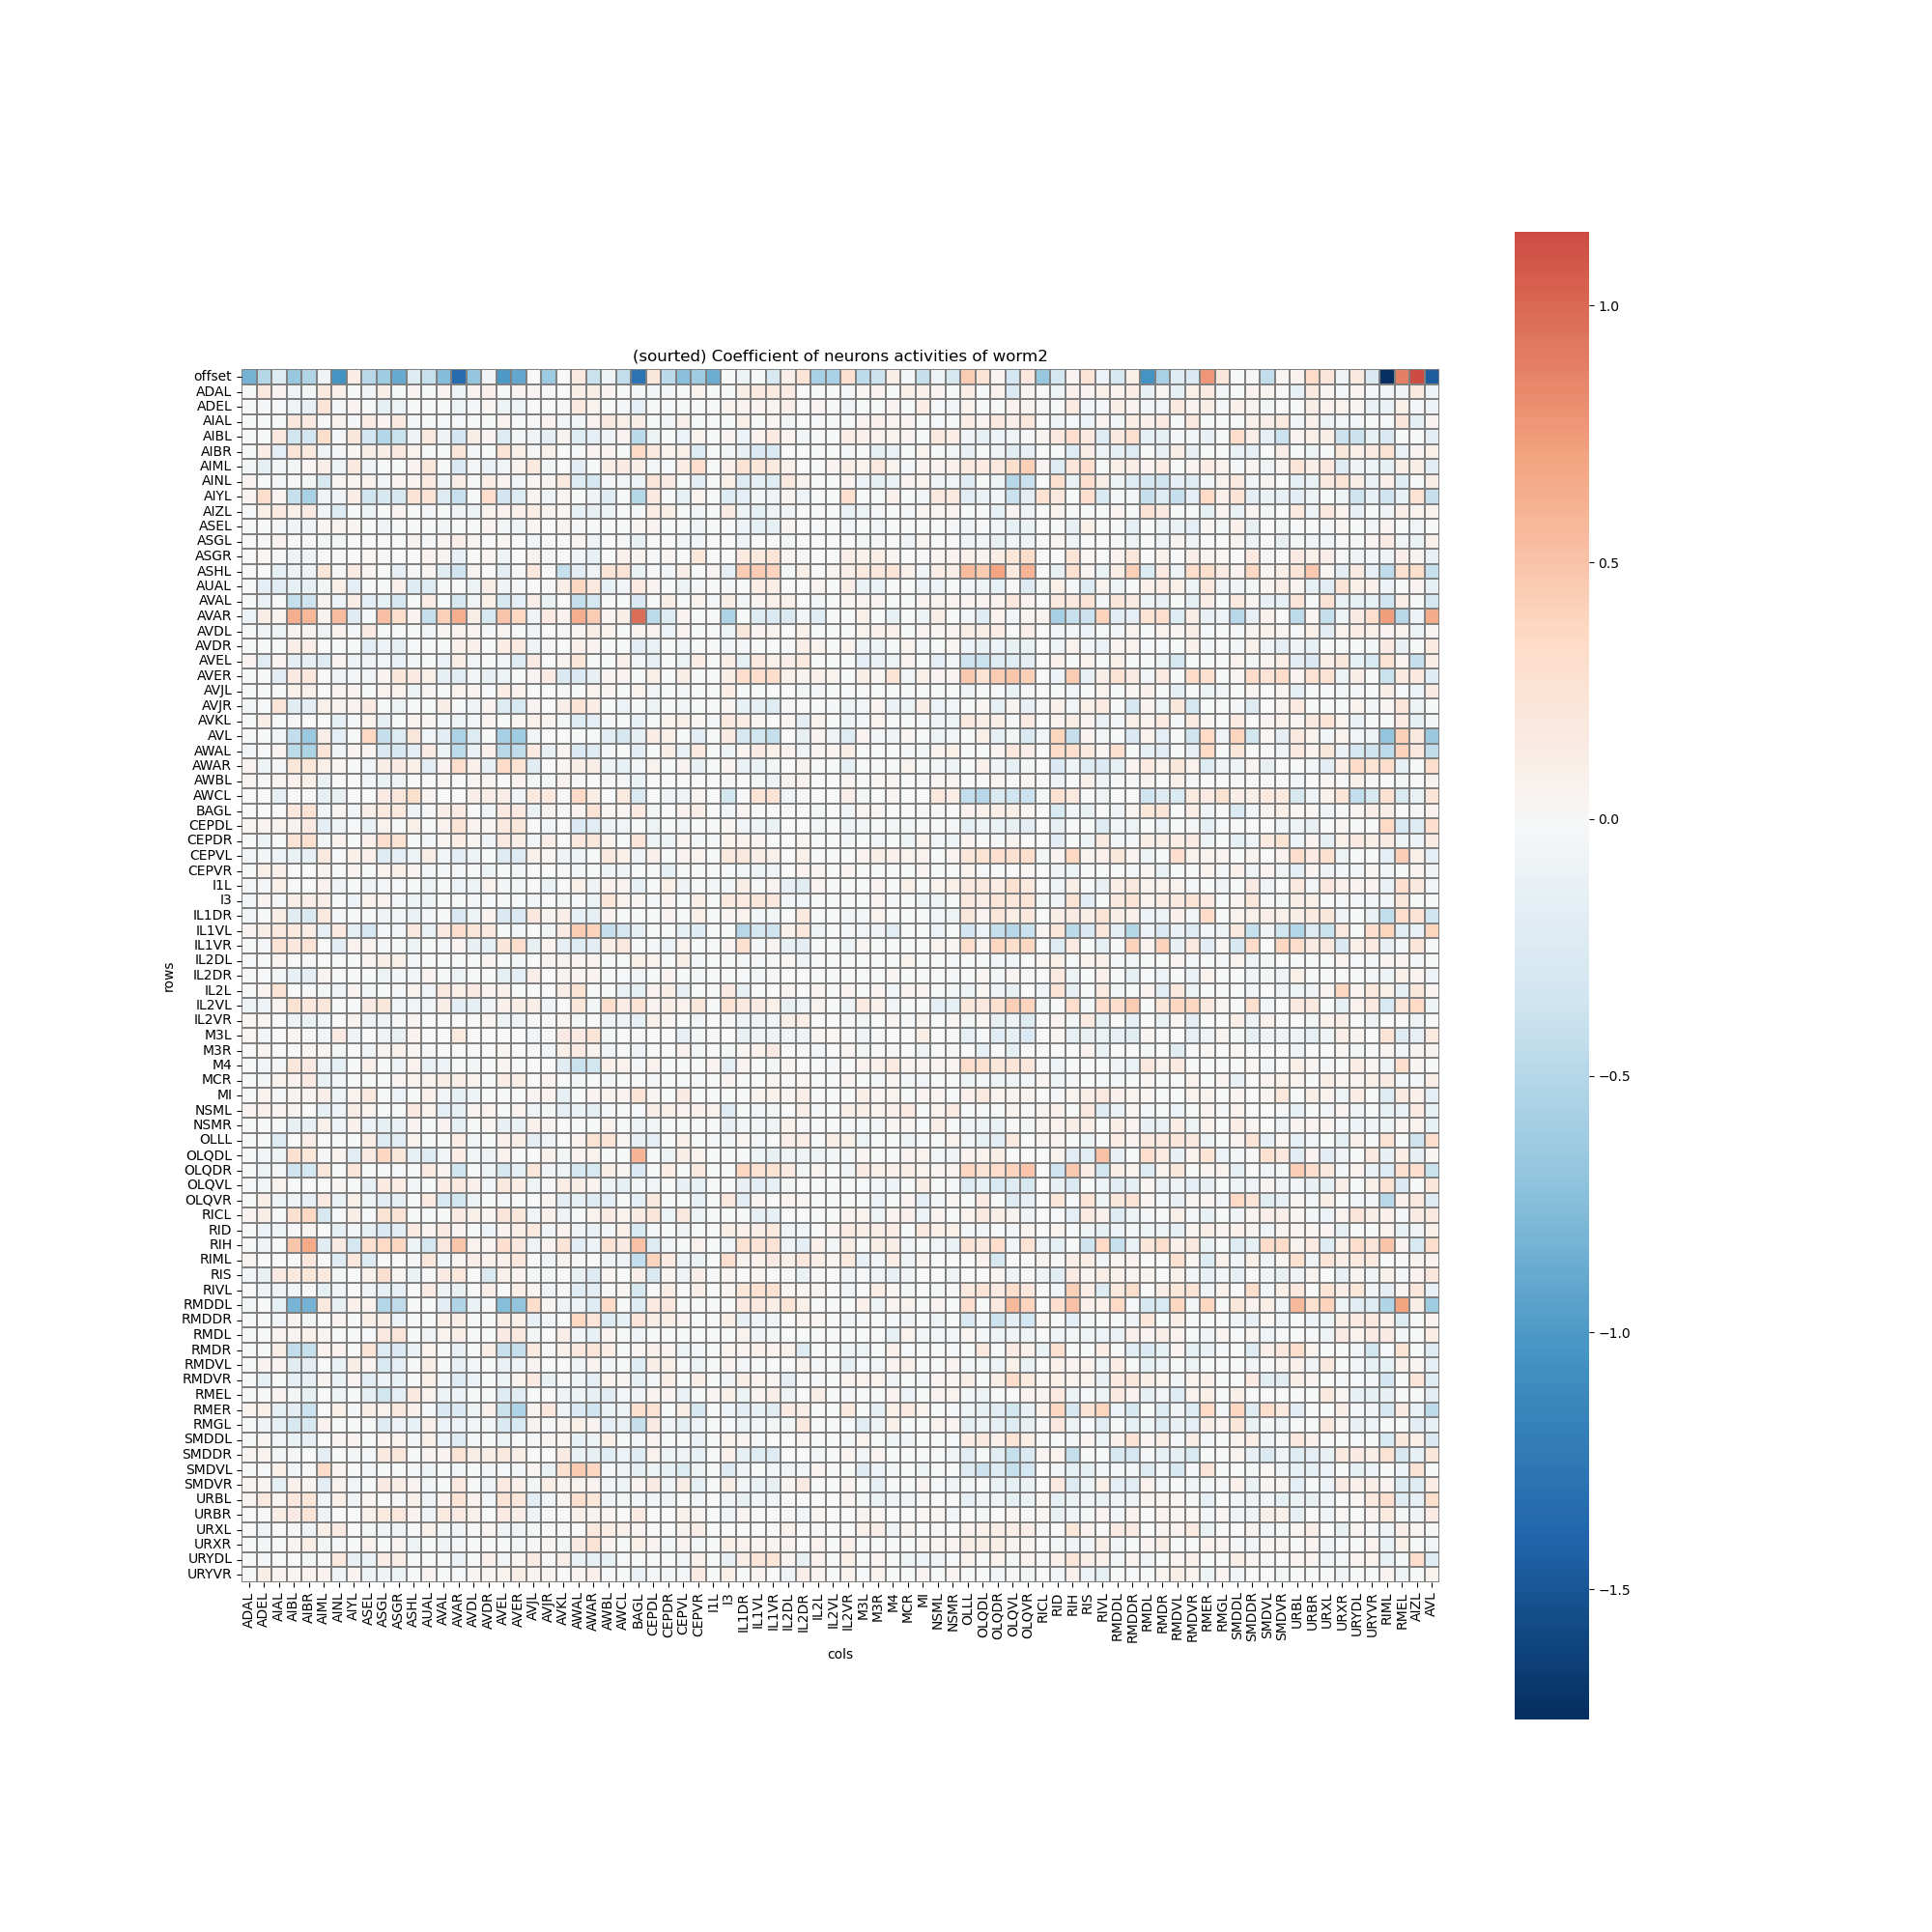 (sourted) Coefficient of neurons activities of worm2
offset
ADAL
ADEL
AIAL
AIBL
AIBR
AIML
AINL
AIYL
AIZL
ASEL
ASGL
ASGR
ASHL
AUAL
AVAL
AVAR
AVDL
AVDR
AVEL
AVER
AVJL
AVJR
AVKL
AVL
AWAL
AWAR
AWBL
AWCL
BAGL
CEPDL
CEPDR
CEPVL
CEPVR
I1L
I3
IL1DR
IL1VL
IL1VR
IL2DL
IL2DR
IL2L
IL2VL
IL2VR
M3L
M3R
M4
MCR
MI
NSML
NSMR
OLLL
OLQDL
OLQDR
OLQVL
OLQVR
RICL
RID
RIH
RIML
RIS
RIVL
RMDDL
RMDDR
RMDL
RMDR
RMDVL
RMDVR
RMEL
RMER
RMGL
SMDDL
SMDDR
SMDVL
SMDVR
URBL
URBR
URXL
URXR
URYDL
URYVR
rows
ADAL
ADEL
AIAL
AIBL
AIBR
AIML
AINL
AIYL
ASEL
ASGL
ASGR
ASHL
AUAL
AVAL
AVAR
AVDL
AVDR
AVEL
AVER
AVJL
AVJR
AVKL
AWAL
AWAR
AWBL
AWCL
BAGL
CEPDL
CEPDR
CEPVL
CEPVR
I1L
I3
IL1DR
IL1VL
IL1VR
IL2DL
IL2DR
IL2L
IL2VL
IL2VR
M3L
M3R
M4
MCR
MI
NSML
NSMR
OLLL
OLQDL
OLQDR
OLQVL
OLQVR
RICL
RID
RIH
RIS
RIVL
RMDDL
RMDDR
RMDL
RMDR
RMDVL
RMDVR
RMER
RMGL
SMDDL
SMDDR
SMDVL
SMDVR
URBL
URBR
URXL
URXR
URYDL
URYVR
RIML
RMEL
AIZL
AVL
cols
1.0
0.5
0.0
−0.5
−1.0
−1.5